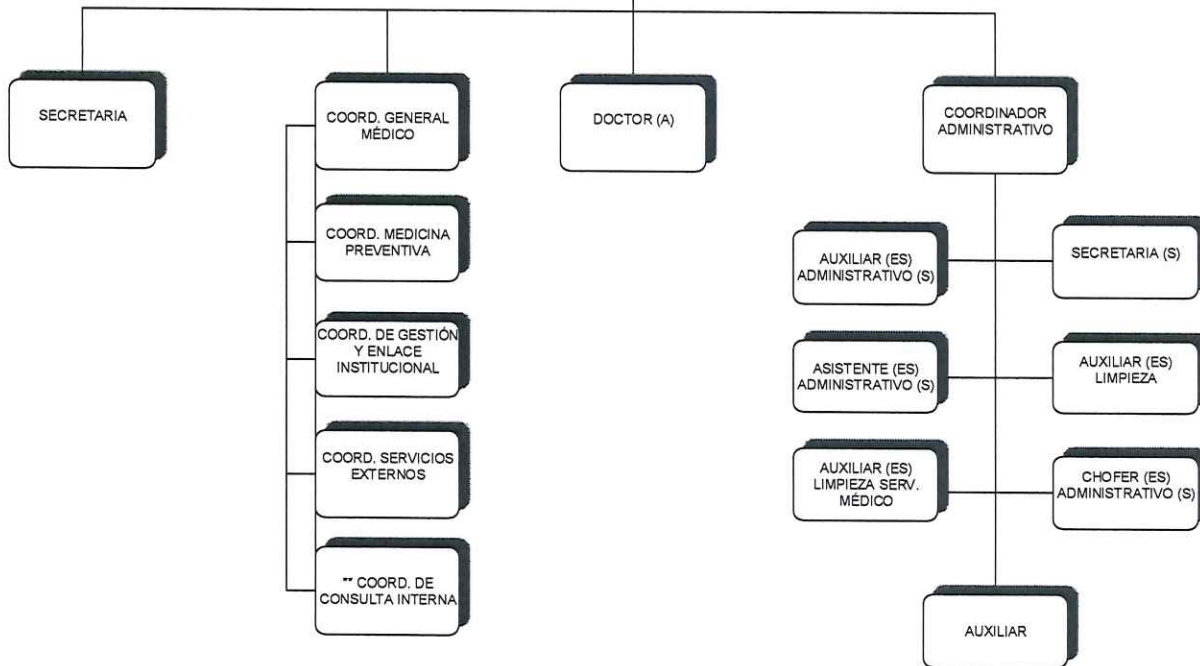 SECRETARIA
COORD. GENERAL
MÉDICO
DOCTOR (A)
COORDINADOR
ADMINISTRATIVO
COORD. MEDICINA
PREVENTIVA
COORD. DE GESTIÓN
Y ENLACE
INSTITUCIONAL
COORD. SERVICIOS
EXTERNOS
** COORD. DE
CONSULTA INTERNA
AUXILIAR (ES)
ADMINISTRATIVO (S)
SECRETARIA (S)
ASISTENTE (ES)
ADMINISTRATIVO (S)
AUXILIAR (ES)
LIMPIEZA
AUXILIAR (ES)
LIMPIEZA SERV.
MÉDICO
CHOFER (ES)
ADMINISTRATIVO (S)
AUXILIAR